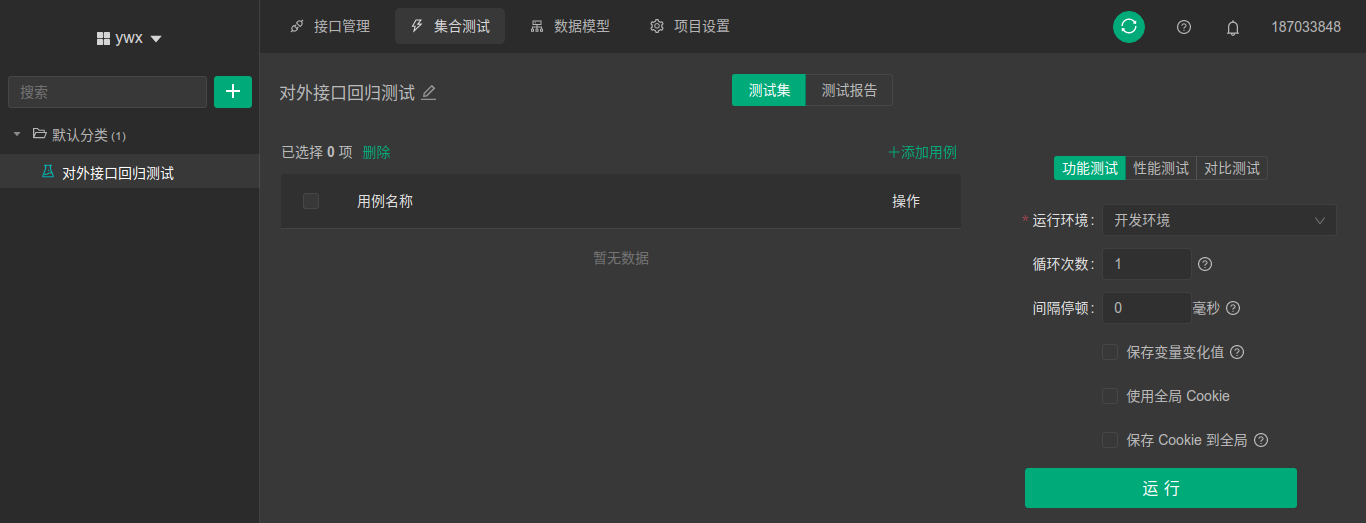 ywx
接口管理
集合测试
数据模型
项目设置
187033848
搜索
默认分类 (1)
对外接口回归测试
对外接口回归测试
测试集
测试报告
已选择 0 项 删除
添加用例
用例名称
操作
暂无数据
功能测试
性能测试
对比测试
* 运行环境: 开发环境
循环次数: 1
间隔停顿: 0 毫秒
保存变量变化值
使用全局 Cookie
保存 Cookie 到全局
运 行